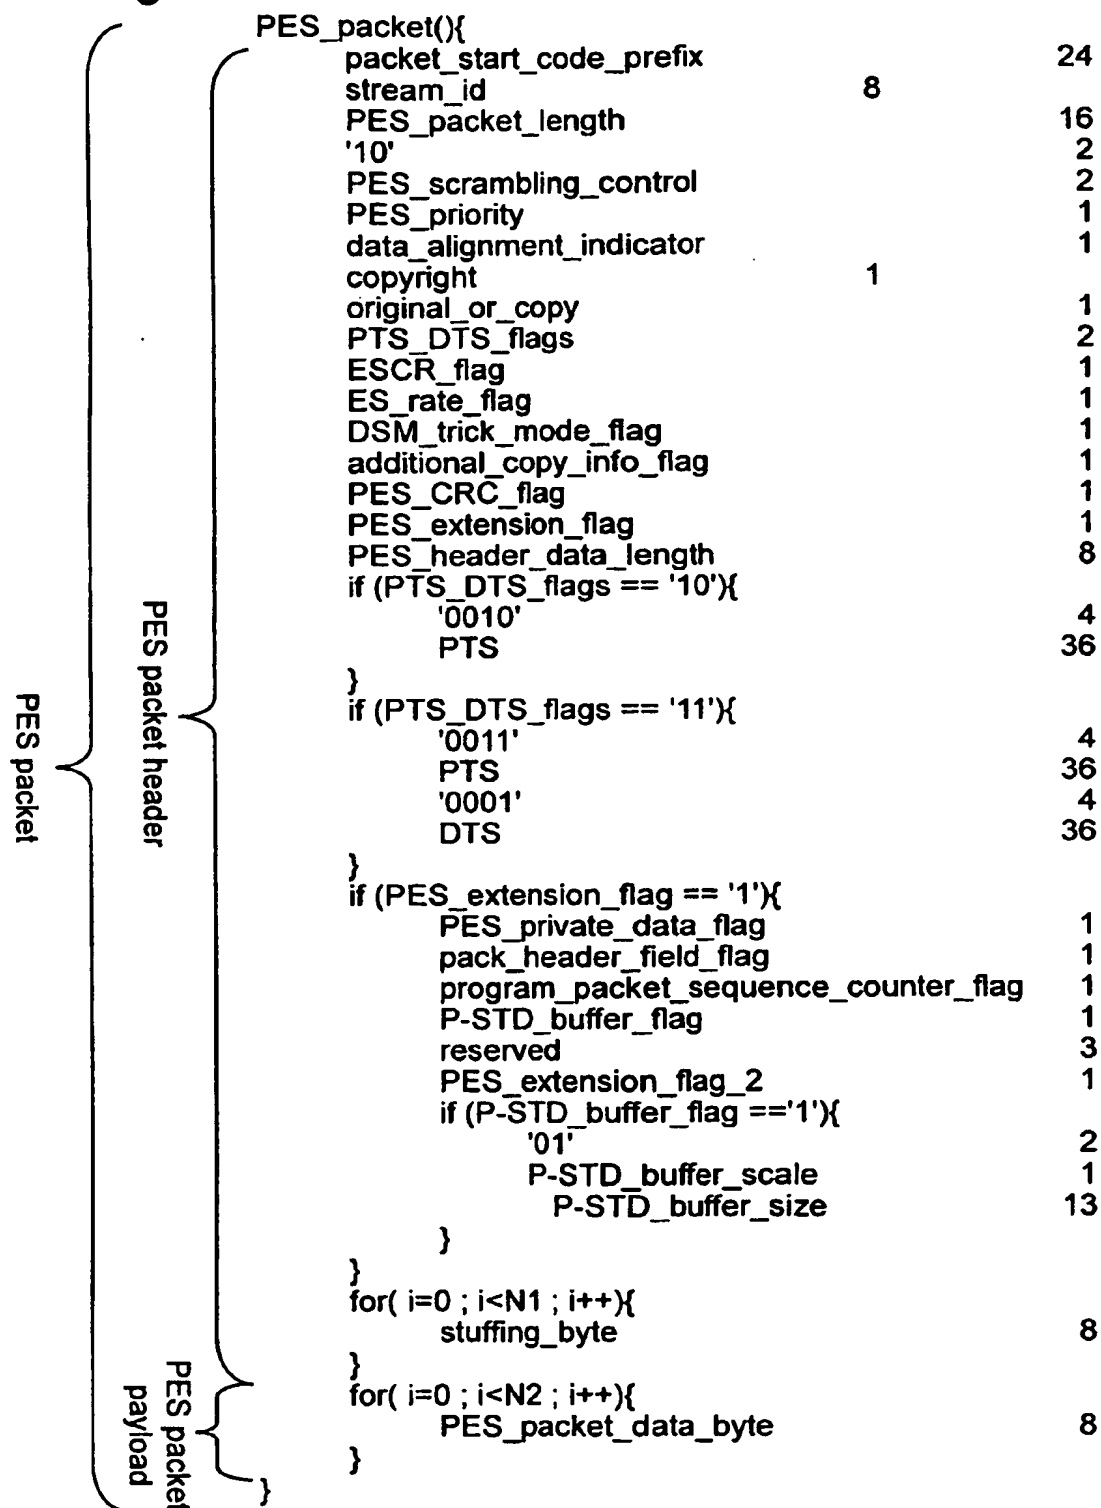 PES_packet(){
packet_start_code_prefix 24
stream_id 8
PES_packet_length 16
'10' 2
PES_scrambling_control 2
PES_priority 1
data_alignment_indicator 1
copyright 1
original_or_copy 1
PTS_DTS_flags 2
ESCR_flag 1
ES_rate_flag 1
DSM_trick_mode_flag 1
additional_copy_info_flag 1
PES_CRC_flag 1
PES_extension_flag 1
PES_header_data_length 8
if (PTS_DTS_flags == '10'){
'0010' 4
PTS 36
}
if (PTS_DTS_flags == '11'){
'0011' 4
PTS 36
'0001' 4
DTS 36
}
if (PES_extension_flag == '1'){
PES_private_data_flag 1
pack_header_field_flag 1
program_packet_sequence_counter_flag 1
P-STD_buffer_flag 1
reserved 3
PES_extension_flag_2 1
if (P-STD_buffer_flag =='1'){
'01' 2
P-STD_buffer_scale 1
P-STD_buffer_size 13
}
}
for( i=0 ; i<N1 ; i++){
stuffing_byte 8
}
for( i=0 ; i<N2 ; i++){
PES_packet_data_byte 8
}
}
PES packet header
PES packet
PES packet
payload